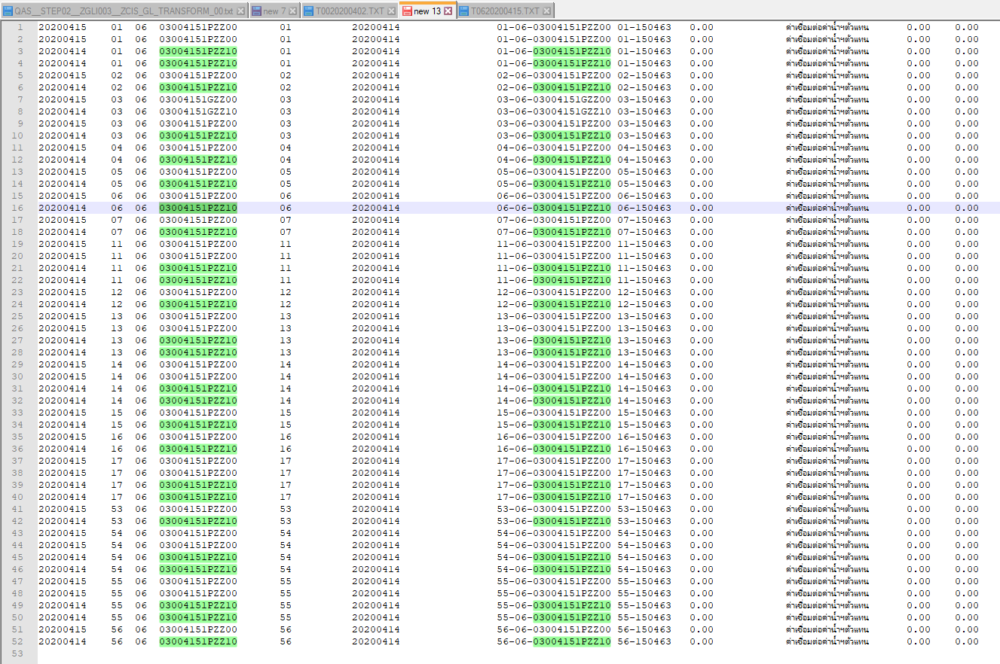 QAS__STEP02__ZGLI003__ZCIS_GL_TRANSFORM_00.txt new 7 T0020200402.TXT new 13 T0620200415.TXT
1 20200415 01 06 03004151PZZ00 01 20200414 01-06-03004151PZZ00 01-150463 0.00 ค่าเชื่อมต่อค่าน้ำฯตัวแทน 0.00 0.00
2 20200415 01 06 03004151PZZ00 01 20200414 01-06-03004151PZZ00 01-150463 0.00 ค่าเชื่อมต่อค่าน้ำฯตัวแทน 0.00 0.00
3 20200414 01 06 03004151PZZ10 01 20200414 01-06-03004151PZZ10 01-150463 0.00 ค่าเชื่อมต่อค่าน้ำฯตัวแทน 0.00 0.00
4 20200414 01 06 03004151PZZ10 01 20200414 01-06-03004151PZZ10 01-150463 0.00 ค่าเชื่อมต่อค่าน้ำฯตัวแทน 0.00 0.00
5 20200415 02 06 03004151PZZ00 02 20200414 02-06-03004151PZZ00 02-150463 0.00 ค่าเชื่อมต่อค่าน้ำฯตัวแทน 0.00 0.00
6 20200414 02 06 03004151PZZ10 02 20200414 02-06-03004151PZZ10 02-150463 0.00 ค่าเชื่อมต่อค่าน้ำฯตัวแทน 0.00 0.00
7 20200415 03 06 03004151GZZ00 03 20200414 03-06-03004151GZZ00 03-150463 0.00 ค่าเชื่อมต่อค่าน้ำฯตัวแทน 0.00 0.00
8 20200414 03 06 03004151GZZ10 03 20200414 03-06-03004151GZZ10 03-150463 0.00 ค่าเชื่อมต่อค่าน้ำฯตัวแทน 0.00 0.00
9 20200415 03 06 03004151PZZ00 03 20200414 03-06-03004151PZZ00 03-150463 0.00 ค่าเชื่อมต่อค่าน้ำฯตัวแทน 0.00 0.00
10 20200414 03 06 03004151PZZ10 03 20200414 03-06-03004151PZZ10 03-150463 0.00 ค่าเชื่อมต่อค่าน้ำฯตัวแทน 0.00 0.00
11 20200415 04 06 03004151PZZ00 04 20200414 04-06-03004151PZZ00 04-150463 0.00 ค่าเชื่อมต่อค่าน้ำฯตัวแทน 0.00 0.00
12 20200414 04 06 03004151PZZ10 04 20200414 04-06-03004151PZZ10 04-150463 0.00 ค่าเชื่อมต่อค่าน้ำฯตัวแทน 0.00 0.00
13 20200415 05 06 03004151PZZ00 05 20200414 05-06-03004151PZZ00 05-150463 0.00 ค่าเชื่อมต่อค่าน้ำฯตัวแทน 0.00 0.00
14 20200414 05 06 03004151PZZ10 05 20200414 05-06-03004151PZZ10 05-150463 0.00 ค่าเชื่อมต่อค่าน้ำฯตัวแทน 0.00 0.00
15 20200415 06 06 03004151PZZ00 06 20200414 06-06-03004151PZZ00 06-150463 0.00 ค่าเชื่อมต่อค่าน้ำฯตัวแทน 0.00 0.00
16 20200414 06 06 03004151PZZ10 06 20200414 06-06-03004151PZZ10 06-150463 0.00 ค่าเชื่อมต่อค่าน้ำฯตัวแทน 0.00 0.00
17 20200415 07 06 03004151PZZ00 07 20200414 07-06-03004151PZZ00 07-150463 0.00 ค่าเชื่อมต่อค่าน้ำฯตัวแทน 0.00 0.00
18 20200414 07 06 03004151PZZ10 07 20200414 07-06-03004151PZZ10 07-150463 0.00 ค่าเชื่อมต่อค่าน้ำฯตัวแทน 0.00 0.00
19 20200415 11 06 03004151PZZ00 11 20200414 11-06-03004151PZZ00 11-150463 0.00 ค่าเชื่อมต่อค่าน้ำฯตัวแทน 0.00 0.00
20 20200415 11 06 03004151PZZ00 11 20200414 11-06-03004151PZZ00 11-150463 0.00 ค่าเชื่อมต่อค่าน้ำฯตัวแทน 0.00 0.00
21 20200414 11 06 03004151PZZ10 11 20200414 11-06-03004151PZZ10 11-150463 0.00 ค่าเชื่อมต่อค่าน้ำฯตัวแทน 0.00 0.00
22 20200414 11 06 03004151PZZ10 11 20200414 11-06-03004151PZZ10 11-150463 0.00 ค่าเชื่อมต่อค่าน้ำฯตัวแทน 0.00 0.00
23 20200415 12 06 03004151PZZ00 12 20200414 12-06-03004151PZZ00 12-150463 0.00 ค่าเชื่อมต่อค่าน้ำฯตัวแทน 0.00 0.00
24 20200414 12 06 03004151PZZ10 12 20200414 12-06-03004151PZZ10 12-150463 0.00 ค่าเชื่อมต่อค่าน้ำฯตัวแทน 0.00 0.00
25 20200415 13 06 03004151PZZ00 13 20200414 13-06-03004151PZZ00 13-150463 0.00 ค่าเชื่อมต่อค่าน้ำฯตัวแทน 0.00 0.00
26 20200415 13 06 03004151PZZ00 13 20200414 13-06-03004151PZZ00 13-150463 0.00 ค่าเชื่อมต่อค่าน้ำฯตัวแทน 0.00 0.00
27 20200414 13 06 03004151PZZ10 13 20200414 13-06-03004151PZZ10 13-150463 0.00 ค่าเชื่อมต่อค่าน้ำฯตัวแทน 0.00 0.00
28 20200414 13 06 03004151PZZ10 13 20200414 13-06-03004151PZZ10 13-150463 0.00 ค่าเชื่อมต่อค่าน้ำฯตัวแทน 0.00 0.00
29 20200415 14 06 03004151PZZ00 14 20200414 14-06-03004151PZZ00 14-150463 0.00 ค่าเชื่อมต่อค่าน้ำฯตัวแทน 0.00 0.00
30 20200415 14 06 03004151PZZ00 14 20200414 14-06-03004151PZZ00 14-150463 0.00 ค่าเชื่อมต่อค่าน้ำฯตัวแทน 0.00 0.00
31 20200414 14 06 03004151PZZ10 14 20200414 14-06-03004151PZZ10 14-150463 0.00 ค่าเชื่อมต่อค่าน้ำฯตัวแทน 0.00 0.00
32 20200414 14 06 03004151PZZ10 14 20200414 14-06-03004151PZZ10 14-150463 0.00 ค่าเชื่อมต่อค่าน้ำฯตัวแทน 0.00 0.00
33 20200415 15 06 03004151PZZ00 15 20200414 15-06-03004151PZZ00 15-150463 0.00 ค่าเชื่อมต่อค่าน้ำฯตัวแทน 0.00 0.00
34 20200414 15 06 03004151PZZ10 15 20200414 15-06-03004151PZZ10 15-150463 0.00 ค่าเชื่อมต่อค่าน้ำฯตัวแทน 0.00 0.00
35 20200415 16 06 03004151PZZ00 16 20200414 16-06-03004151PZZ00 16-150463 0.00 ค่าเชื่อมต่อค่าน้ำฯตัวแทน 0.00 0.00
36 20200414 16 06 03004151PZZ10 16 20200414 16-06-03004151PZZ10 16-150463 0.00 ค่าเชื่อมต่อค่าน้ำฯตัวแทน 0.00 0.00
37 20200415 17 06 03004151PZZ00 17 20200414 17-06-03004151PZZ00 17-150463 0.00 ค่าเชื่อมต่อค่าน้ำฯตัวแทน 0.00 0.00
38 20200415 17 06 03004151PZZ00 17 20200414 17-06-03004151PZZ00 17-150463 0.00 ค่าเชื่อมต่อค่าน้ำฯตัวแทน 0.00 0.00
39 20200414 17 06 03004151PZZ10 17 20200414 17-06-03004151PZZ10 17-150463 0.00 ค่าเชื่อมต่อค่าน้ำฯตัวแทน 0.00 0.00
40 20200414 17 06 03004151PZZ10 17 20200414 17-06-03004151PZZ10 17-150463 0.00 ค่าเชื่อมต่อค่าน้ำฯตัวแทน 0.00 0.00
41 20200415 53 06 03004151PZZ00 53 20200414 53-06-03004151PZZ00 53-150463 0.00 ค่าเชื่อมต่อค่าน้ำฯตัวแทน 0.00 0.00
42 20200414 53 06 03004151PZZ10 53 20200414 53-06-03004151PZZ10 53-150463 0.00 ค่าเชื่อมต่อค่าน้ำฯตัวแทน 0.00 0.00
43 20200415 54 06 03004151PZZ00 54 20200414 54-06-03004151PZZ00 54-150463 0.00 ค่าเชื่อมต่อค่าน้ำฯตัวแทน 0.00 0.00
44 20200415 54 06 03004151PZZ00 54 20200414 54-06-03004151PZZ00 54-150463 0.00 ค่าเชื่อมต่อค่าน้ำฯตัวแทน 0.00 0.00
45 20200414 54 06 03004151PZZ10 54 20200414 54-06-03004151PZZ10 54-150463 0.00 ค่าเชื่อมต่อค่าน้ำฯตัวแทน 0.00 0.00
46 20200414 54 06 03004151PZZ10 54 20200414 54-06-03004151PZZ10 54-150463 0.00 ค่าเชื่อมต่อค่าน้ำฯตัวแทน 0.00 0.00
47 20200415 55 06 03004151PZZ00 55 20200414 55-06-03004151PZZ00 55-150463 0.00 ค่าเชื่อมต่อค่าน้ำฯตัวแทน 0.00 0.00
48 20200415 55 06 03004151PZZ00 55 20200414 55-06-03004151PZZ00 55-150463 0.00 ค่าเชื่อมต่อค่าน้ำฯตัวแทน 0.00 0.00
49 20200414 55 06 03004151PZZ10 55 20200414 55-06-03004151PZZ10 55-150463 0.00 ค่าเชื่อมต่อค่าน้ำฯตัวแทน 0.00 0.00
50 20200414 55 06 03004151PZZ10 55 20200414 55-06-03004151PZZ10 55-150463 0.00 ค่าเชื่อมต่อค่าน้ำฯตัวแทน 0.00 0.00
51 20200415 56 06 03004151PZZ00 56 20200414 56-06-03004151PZZ00 56-150463 0.00 ค่าเชื่อมต่อค่าน้ำฯตัวแทน 0.00 0.00
52 20200414 56 06 03004151PZZ10 56 20200414 56-06-03004151PZZ10 56-150463 0.00 ค่าเชื่อมต่อค่าน้ำฯตัวแทน 0.00 0.00
53